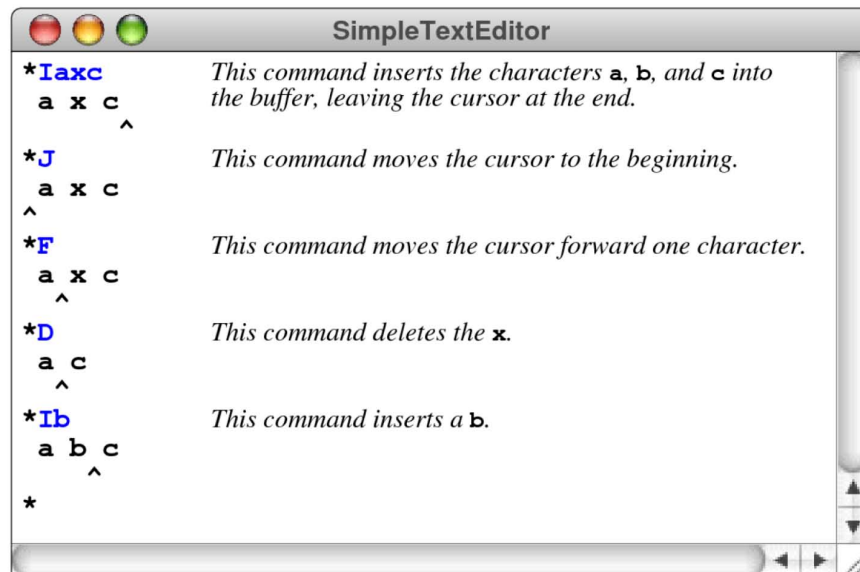 SimpleTextEditor
*Iaxc This command inserts the characters a, b, and c into
a x c the buffer, leaving the cursor at the end.
^
*J This command moves the cursor to the beginning.
a x c
^
*F This command moves the cursor forward one character.
a x c
^
*D This command deletes the x.
a c
^
*Ib This command inserts a b.
a b c
^
*